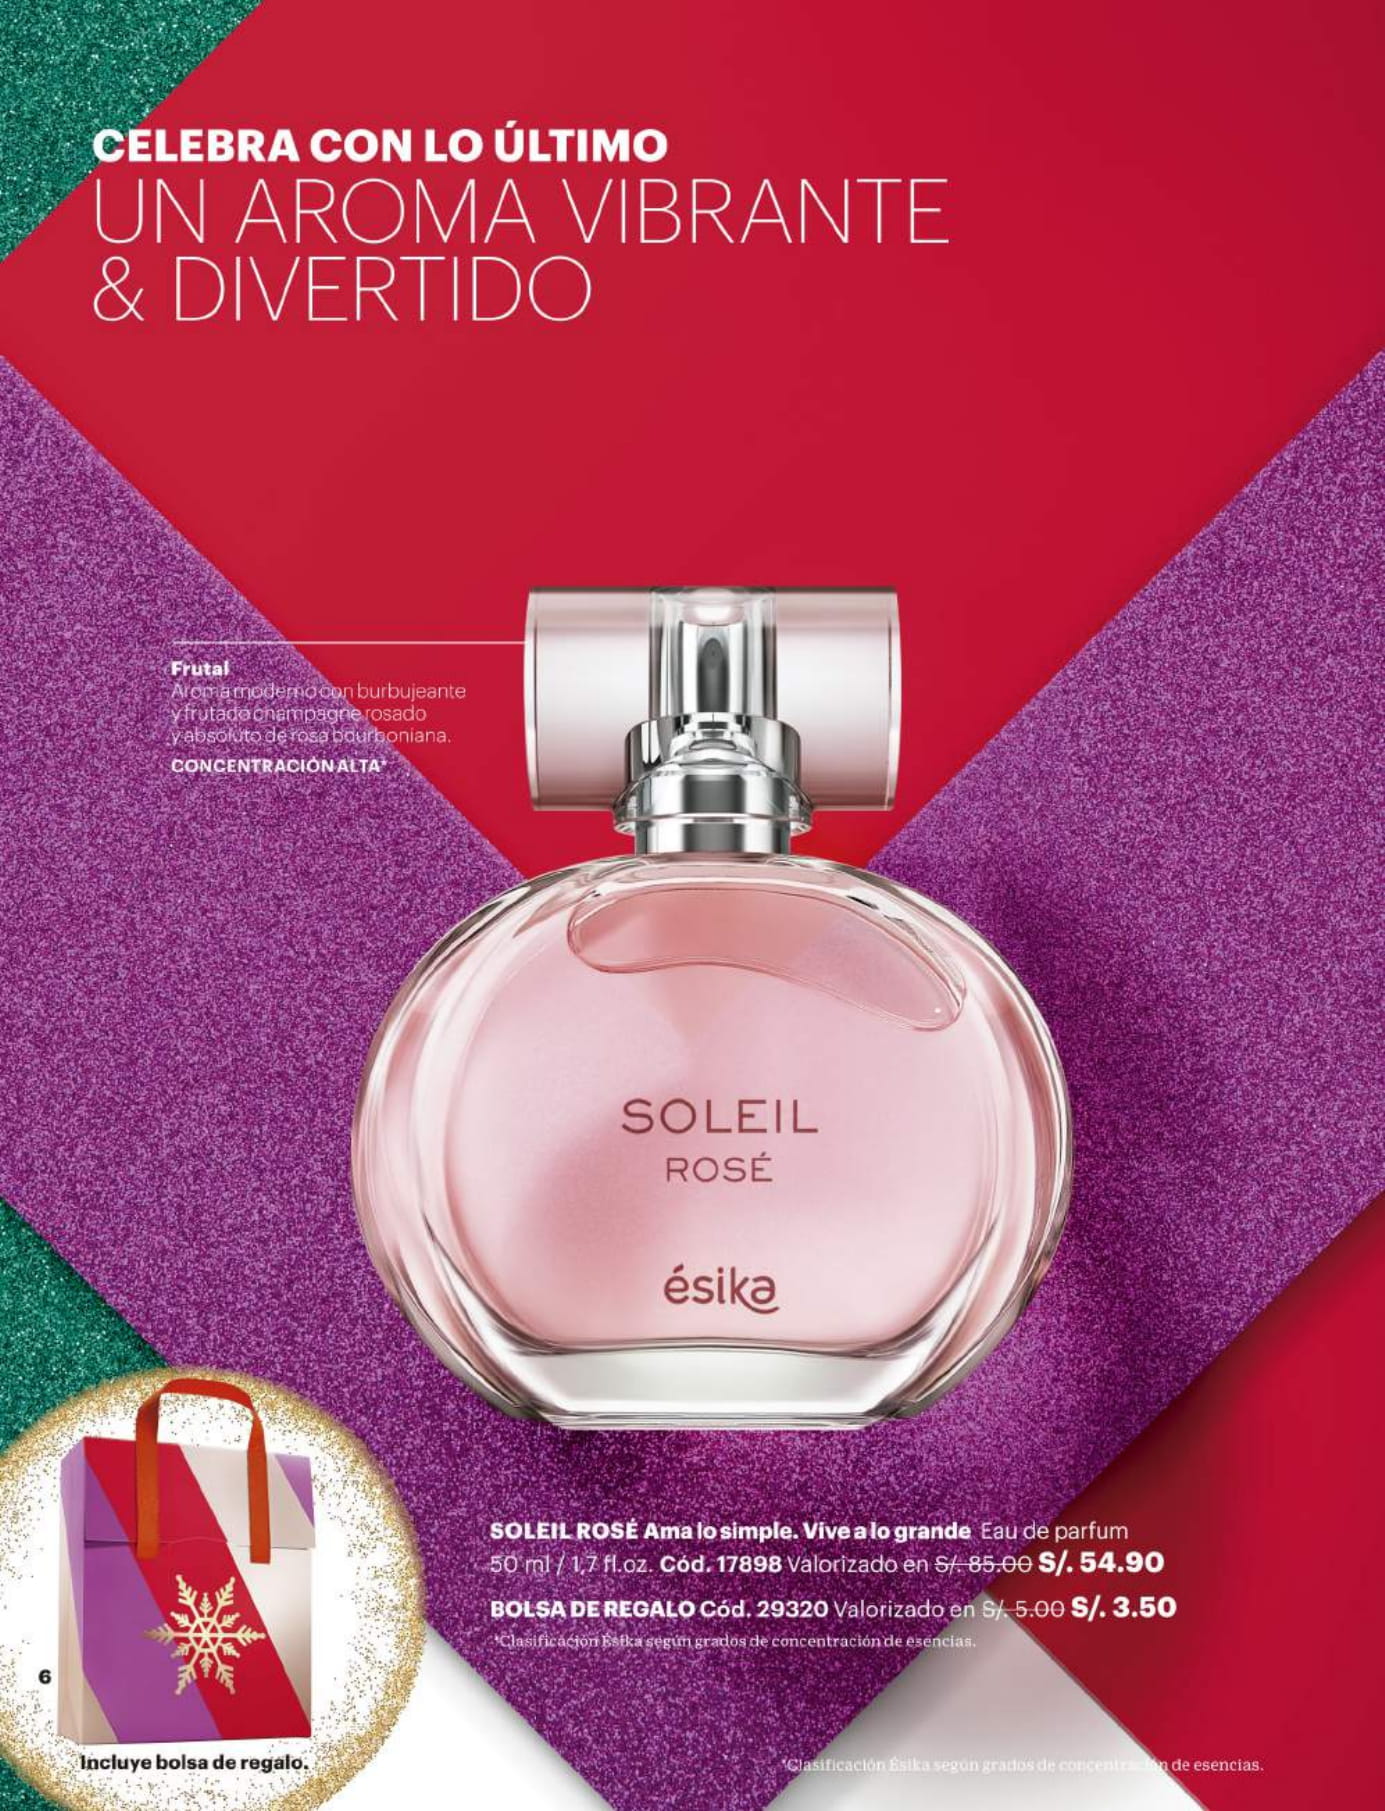 CELEBRA CON LO ÚLTIMO
UN AROMA VIBRANTE
& DIVERTIDO
Frutal
Aroma moderno con burbujeante
y frutado champagne rosado
y absoluto de rosa bourboniana.
CONCENTRACIÓN ALTA*
SOLEIL
ROSÉ
ésika
SOLEIL ROSÉ Ama lo simple. Vive a lo grande Eau de parfum
50 ml / 1,7 fl.oz. Cód. 17898 Valorizado en S/. 85.00 S/. 54.90
BOLSA DE REGALO Cód. 29320 Valorizado en S/. 5.00 S/. 3.50
*Clasificación Ésika según grados de concentración de esencias.
6
Incluye bolsa de regalo.
*Clasificación Ésika según grados de concentración de esencias.